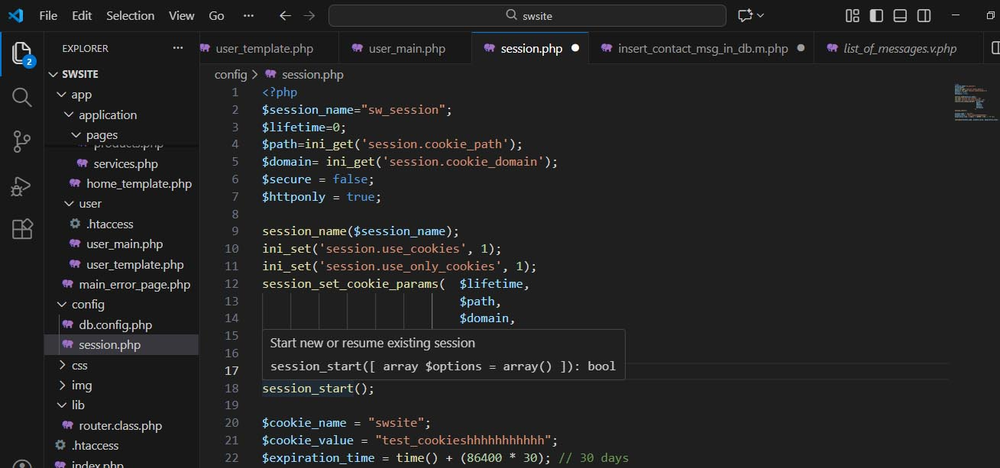 File Edit Selection View Go ··· swsite
EXPLORER ···
user_template.php user_main.php session.php insert_contact_msg_in_db.m.php list_of_messages.v.php
2
SWSITE
app
application
pages
products.php
services.php
home_template.php
user
.htaccess
user_main.php
user_template.php
main_error_page.php
config
db.config.php
session.php
css
img
lib
router.class.php
.htaccess
index.php
config > session.php
1 <?php
2 $session_name="sw_session";
3 $lifetime=0;
4 $path=ini_get('session.cookie_path');
5 $domain= ini_get('session.cookie_domain');
6 $secure = false;
7 $httponly = true;
8
9 session_name($session_name);
10 ini_set('session.use_cookies', 1);
11 ini_set('session.use_only_cookies', 1);
12 session_set_cookie_params( $lifetime,
13 $path,
14 $domain,
15
16
17
Start new or resume existing session
session_start([ array $options = array() ]): bool
18 session_start();
19
20 $cookie_name = "swsite";
21 $cookie_value = "test_cookieshhhhhhhhhhh";
22 $expiration_time = time() + (86400 * 30); // 30 days